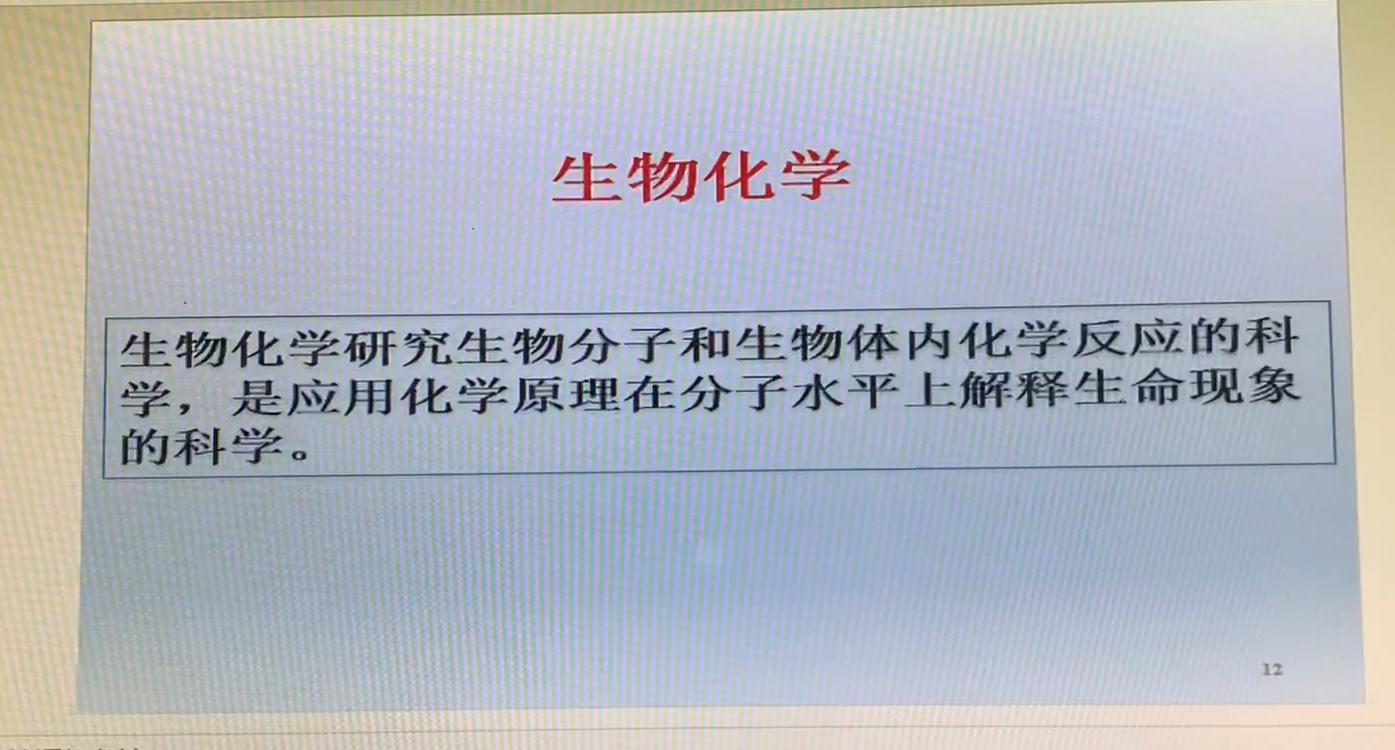 生物化学
生物化学研究生物分子和生物体内化学反应的科
学，是应用化学原理在分子水平上解释生命现象
的科学。
12